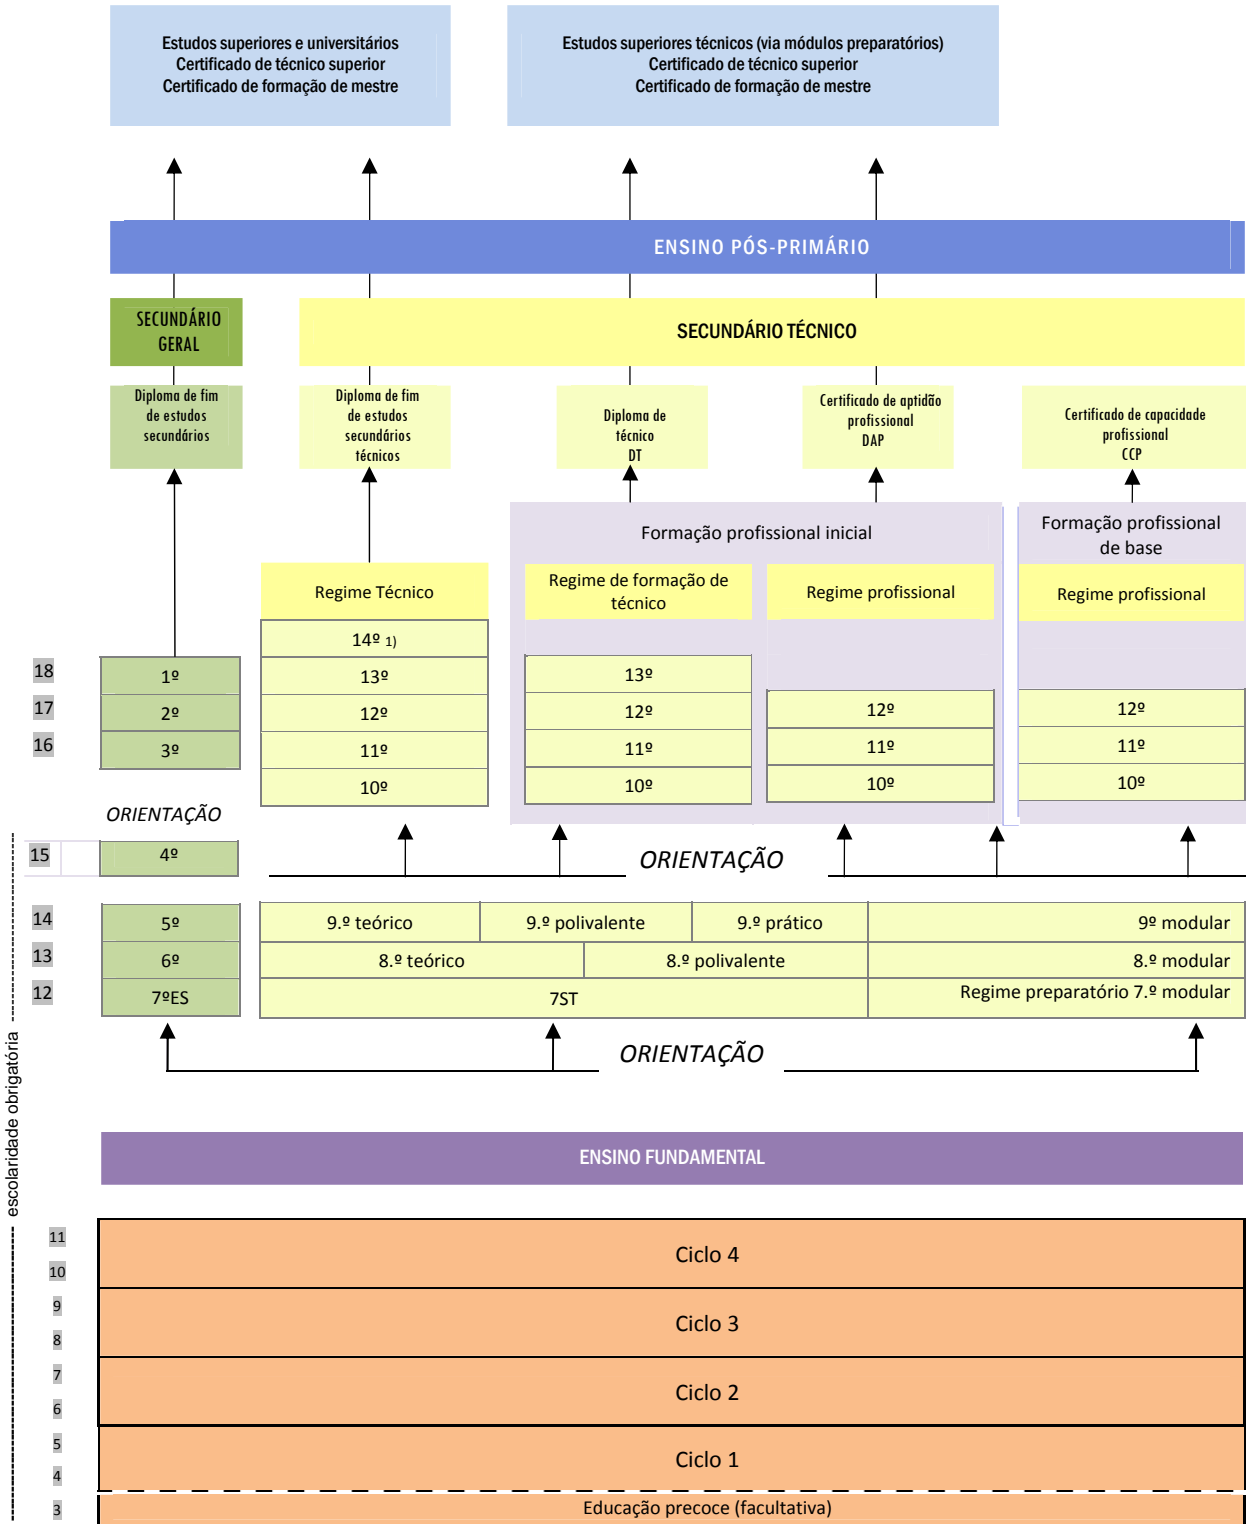 Estudos superiores e universitários
Certificado de técnico superior
Certificado de formação de mestre
Estudos superiores técnicos (via módulos preparatórios)
Certificado de técnico superior
Certificado de formação de mestre
ENSINO PÓS-PRIMÁRIO
SECUNDÁRIO
GERAL
SECUNDÁRIO TÉCNICO
Diploma de fim
de estudos
secundários
Diploma de fim
de estudos
secundários
técnicos
Diploma de
técnico
DT
Certificado de aptidão
profissional
DAP
Certificado de capacidade
profissional
CCP
Formação profissional inicial
Formação profissional
de base
Regime Técnico
Regime de formação de
técnico
Regime profissional
Regime profissional
14º 1)
18 1º 13º 13º
17 2º 12º 12º 12º 12º
16 3º 11º 11º 11º 11º
10º 10º 10º 10º
ORIENTAÇÃO
15 4º
ORIENTAÇÃO
14 5º 9.º teórico 9.º polivalente 9.º prático 9º modular
13 6º 8.º teórico 8.º polivalente 8.º modular
12 7ºES 7ST Regime preparatório 7.º modular
ORIENTAÇÃO
escolaridade obrigatória
ENSINO FUNDAMENTAL
11
Ciclo 4
10
9
Ciclo 3
8
7
Ciclo 2
6
5
Ciclo 1
4
3 Educação precoce (facultativa)